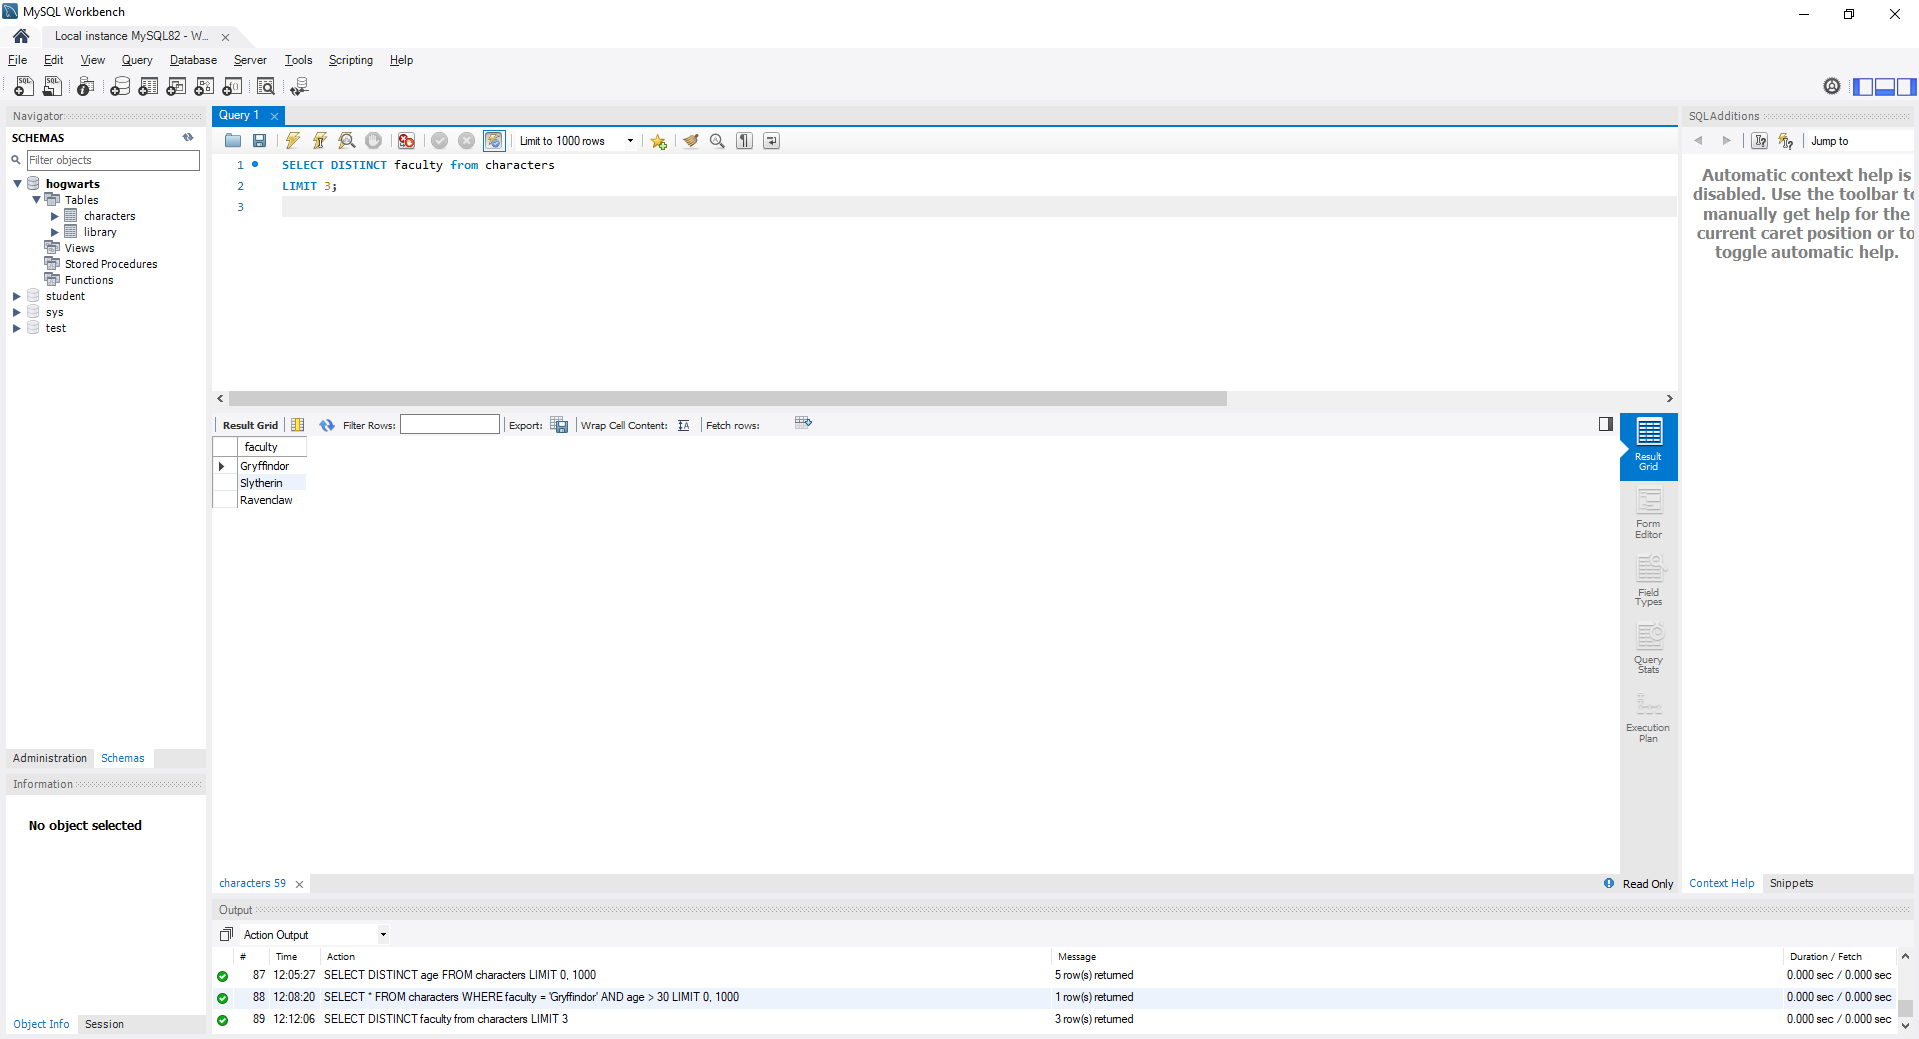 MySQL Workbench
Local instance MySQL82 - W...
File Edit View Query Database Server Tools Scripting Help
Navigator
SCHEMAS
Filter objects
hogwarts
Tables
characters
library
Views
Stored Procedures
Functions
student
sys
test
Administration Schemas
Information
No object selected
Object Info Session
Query 1
Limit to 1000 rows
1 SELECT DISTINCT faculty from characters
2 LIMIT 3;
3
Result Grid Filter Rows: Export: Wrap Cell Content: Fetch rows:
faculty
Gryffindor
Slytherin
Ravenclaw
Result
Grid
Form
Editor
Field
Types
Query
Stats
Execution
Plan
characters 59
Read Only
SQLAdditions
Jump to
Automatic context help is
disabled. Use the toolbar to
manually get help for the
current caret position or to
toggle automatic help.
Context Help Snippets
Output
Action Output
# Time Action Message Duration / Fetch
87 12:05:27 SELECT DISTINCT age FROM characters LIMIT 0, 1000 5 row(s) returned 0.000 sec / 0.000 sec
88 12:08:20 SELECT * FROM characters WHERE faculty = 'Gryffindor' AND age > 30 LIMIT 0, 1000 1 row(s) returned 0.000 sec / 0.000 sec
89 12:12:06 SELECT DISTINCT faculty from characters LIMIT 3 3 row(s) returned 0.000 sec / 0.000 sec